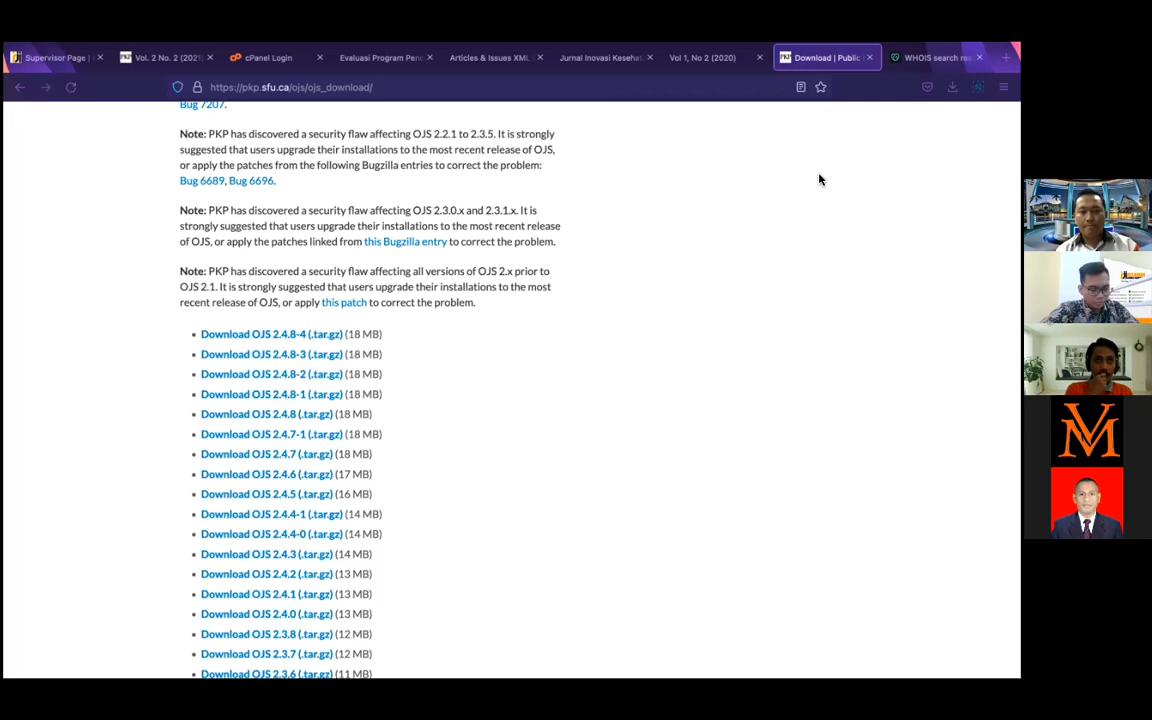 Supervisor Page |
Vol. 2 No. 2 (2021)
cPanel Login
Evaluasi Program Pen
Articles & Issues XML
Jurnal Inovasi Kesehat
Vol 1, No 2 (2020)
Download | Public
WHOIS search res
https://pkp.sfu.ca/ojs/ojs_download/
Bug 7207.
Note: PKP has discovered a security flaw affecting OJS 2.2.1 to 2.3.5. It is strongly
suggested that users upgrade their installations to the most recent release of OJS,
or apply the patches from the following Bugzilla entries to correct the problem:
Bug 6689, Bug 6696.
Note: PKP has discovered a security flaw affecting OJS 2.3.0.x and 2.3.1.x. It is
strongly suggested that users upgrade their installations to the most recent release
of OJS, or apply the patches linked from this Bugzilla entry to correct the problem.
Note: PKP has discovered a security flaw affecting all versions of OJS 2.x prior to
OJS 2.1. It is strongly suggested that users upgrade their installations to the most
recent release of OJS, or apply this patch to correct the problem.
• Download OJS 2.4.8-4 (.tar.gz) (18 MB)
• Download OJS 2.4.8-3 (.tar.gz) (18 MB)
• Download OJS 2.4.8-2 (.tar.gz) (18 MB)
• Download OJS 2.4.8-1 (.tar.gz) (18 MB)
• Download OJS 2.4.8 (.tar.gz) (18 MB)
• Download OJS 2.4.7-1 (.tar.gz) (18 MB)
• Download OJS 2.4.7 (.tar.gz) (18 MB)
• Download OJS 2.4.6 (.tar.gz) (17 MB)
• Download OJS 2.4.5 (.tar.gz) (16 MB)
• Download OJS 2.4.4-1 (.tar.gz) (14 MB)
• Download OJS 2.4.4-0 (.tar.gz) (14 MB)
• Download OJS 2.4.3 (.tar.gz) (14 MB)
• Download OJS 2.4.2 (.tar.gz) (13 MB)
• Download OJS 2.4.1 (.tar.gz) (13 MB)
• Download OJS 2.4.0 (.tar.gz) (13 MB)
• Download OJS 2.3.8 (.tar.gz) (12 MB)
• Download OJS 2.3.7 (.tar.gz) (12 MB)
• Download OJS 2.3.6 (.tar.gz) (11 MB)
VM